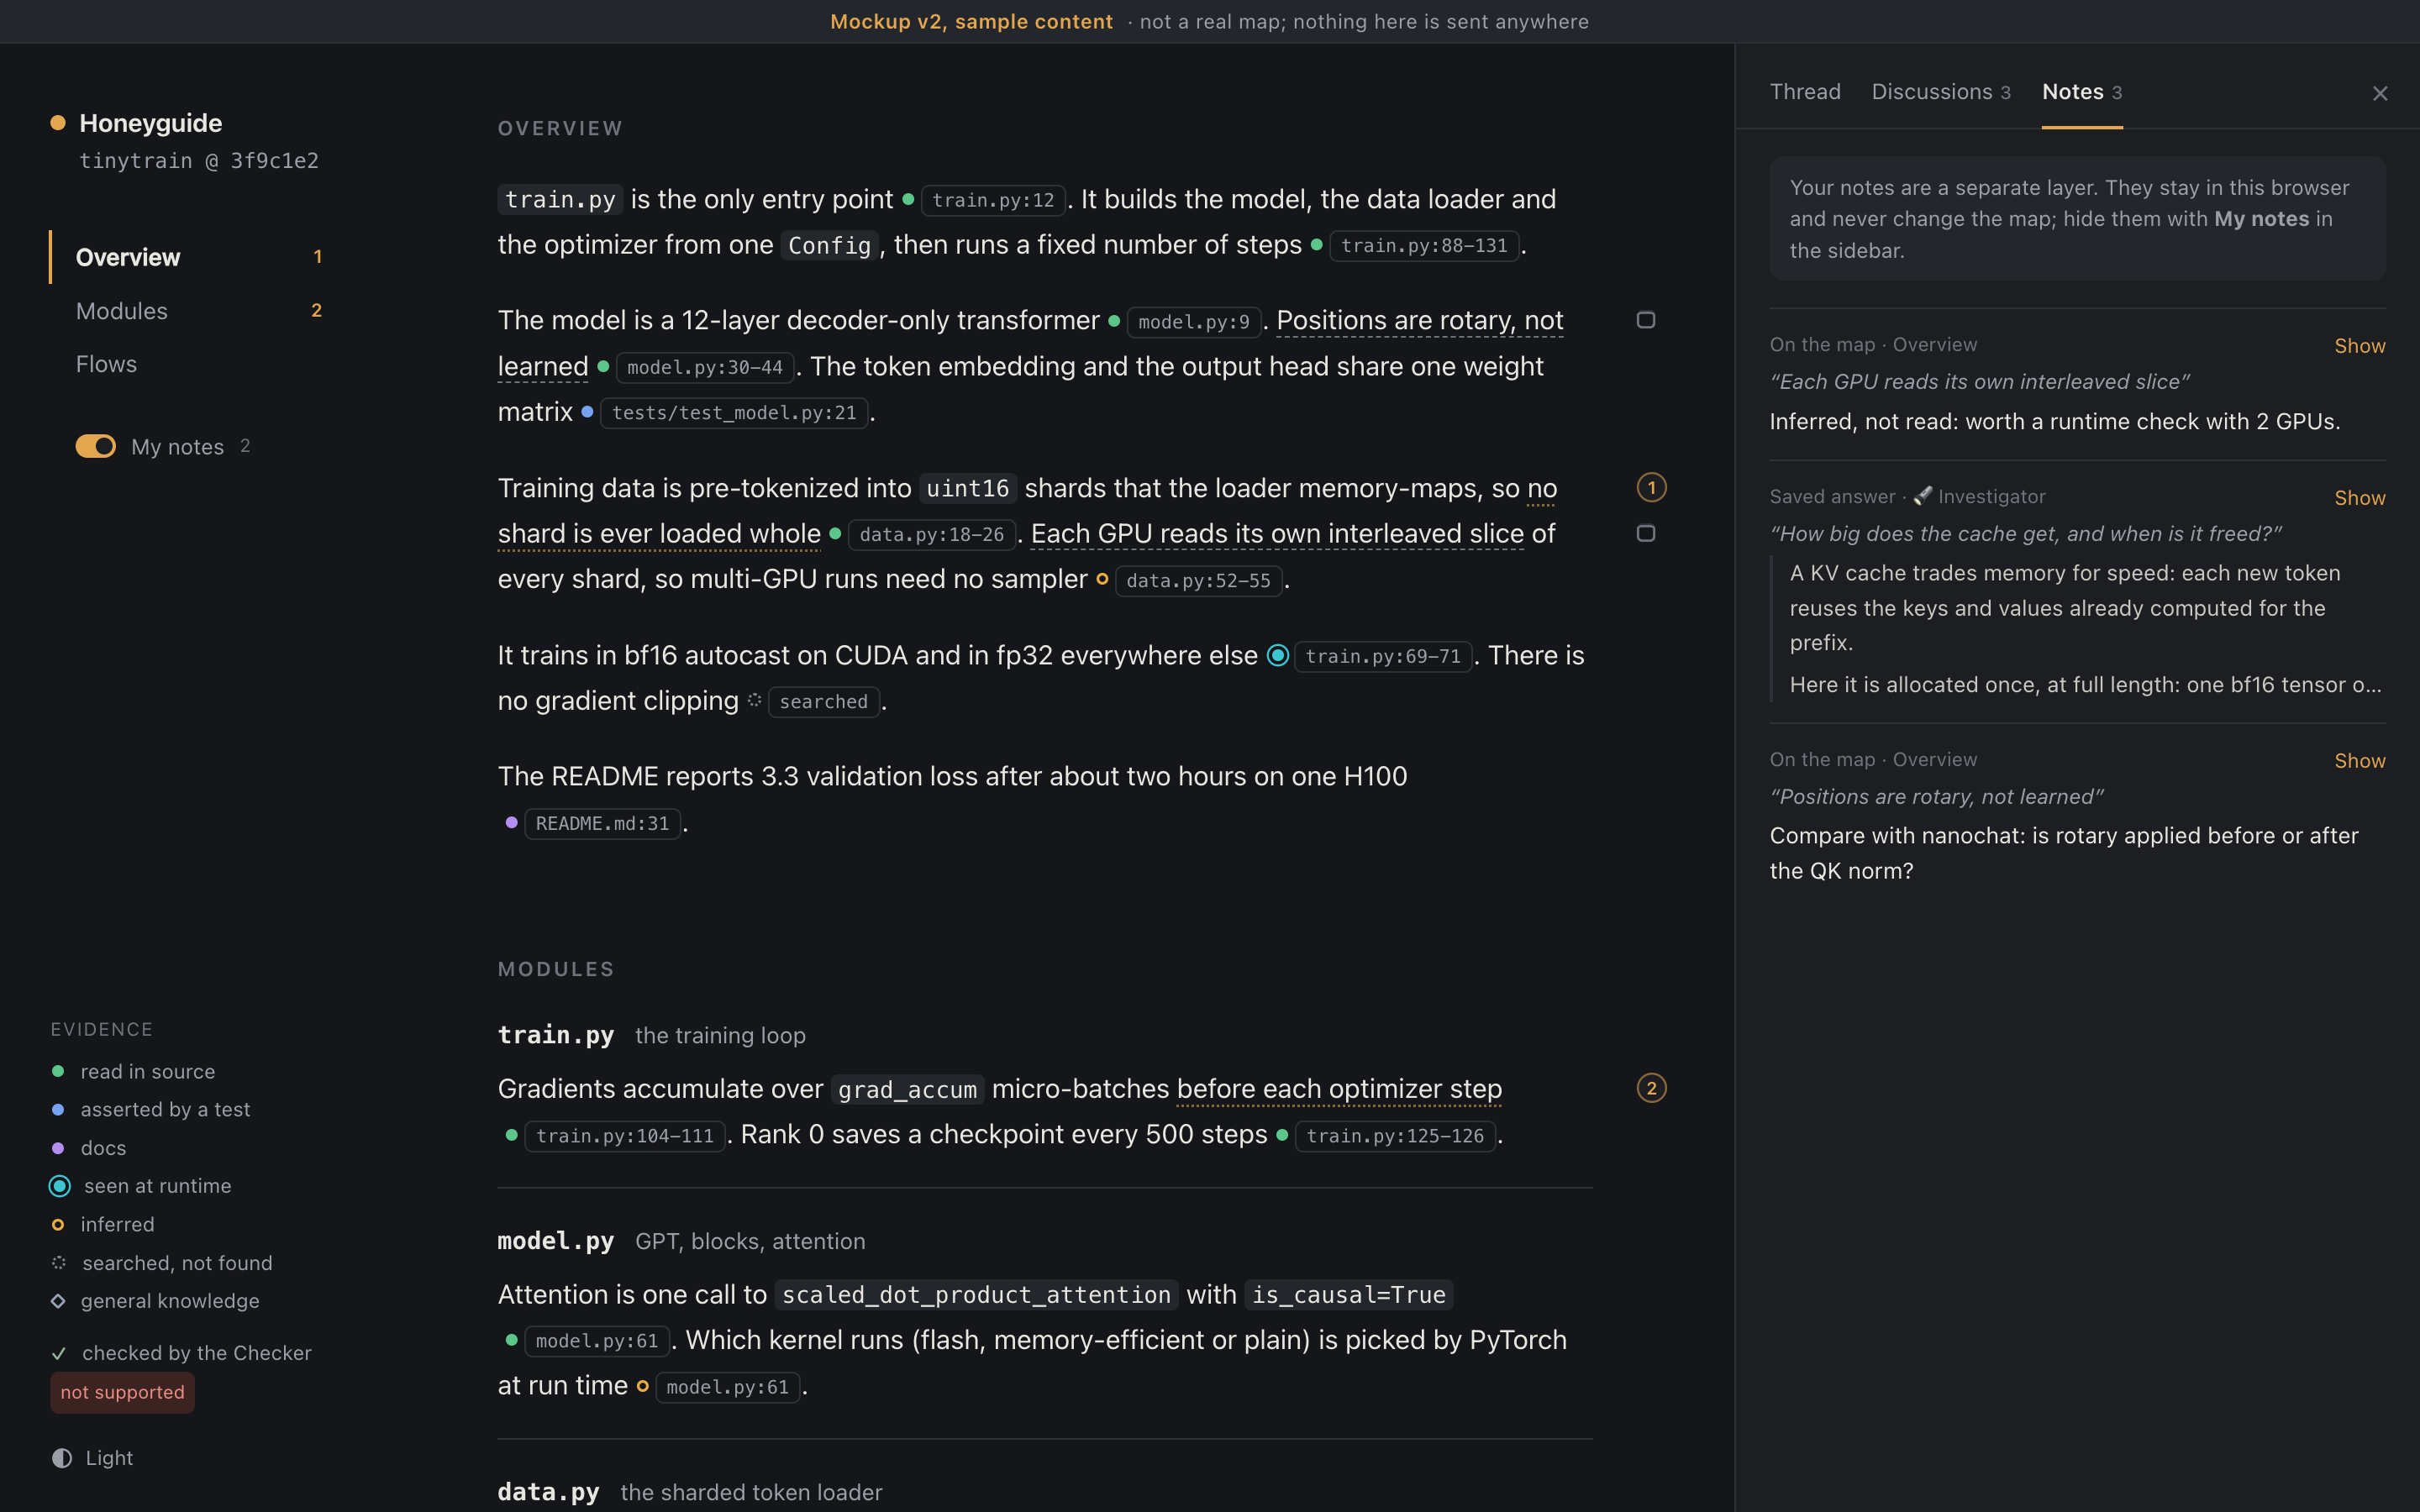 Mockup v2, sample content · not a real map; nothing here is sent anywhere
Honeyguide
tinytrain @ 3f9c1e2
Overview 1
Modules 2
Flows
My notes 2
EVIDENCE
read in source
asserted by a test
docs
seen at runtime
inferred
searched, not found
general knowledge
checked by the Checker
not supported
Light
OVERVIEW
train.py is the only entry point train.py:12. It builds the model, the data loader and
the optimizer from one Config, then runs a fixed number of steps train.py:88–131.
The model is a 12-layer decoder-only transformer model.py:9. Positions are rotary, not
learned model.py:30–44. The token embedding and the output head share one weight
matrix tests/test_model.py:21.
Training data is pre-tokenized into uint16 shards that the loader memory-maps, so no 1
shard is ever loaded whole data.py:18–26. Each GPU reads its own interleaved slice of
every shard, so multi-GPU runs need no sampler data.py:52–55.
It trains in bf16 autocast on CUDA and in fp32 everywhere else train.py:69–71. There is
no gradient clipping searched.
The README reports 3.3 validation loss after about two hours on one H100
README.md:31.
MODULES
train.py the training loop
Gradients accumulate over grad_accum micro-batches before each optimizer step 2
train.py:104–111. Rank 0 saves a checkpoint every 500 steps train.py:125–126.
model.py GPT, blocks, attention
Attention is one call to scaled_dot_product_attention with is_causal=True
model.py:61. Which kernel runs (flash, memory-efficient or plain) is picked by PyTorch
at run time model.py:61.
data.py the sharded token loader
Thread Discussions 3 Notes 3 ×
Your notes are a separate layer. They stay in this browser
and never change the map; hide them with My notes in
the sidebar.
On the map · Overview Show
“Each GPU reads its own interleaved slice”
Inferred, not read: worth a runtime check with 2 GPUs.
Saved answer · Investigator Show
“How big does the cache get, and when is it freed?”
A KV cache trades memory for speed: each new token
reuses the keys and values already computed for the
prefix.
Here it is allocated once, at full length: one bf16 tensor o…
On the map · Overview Show
“Positions are rotary, not learned”
Compare with nanochat: is rotary applied before or after
the QK norm?